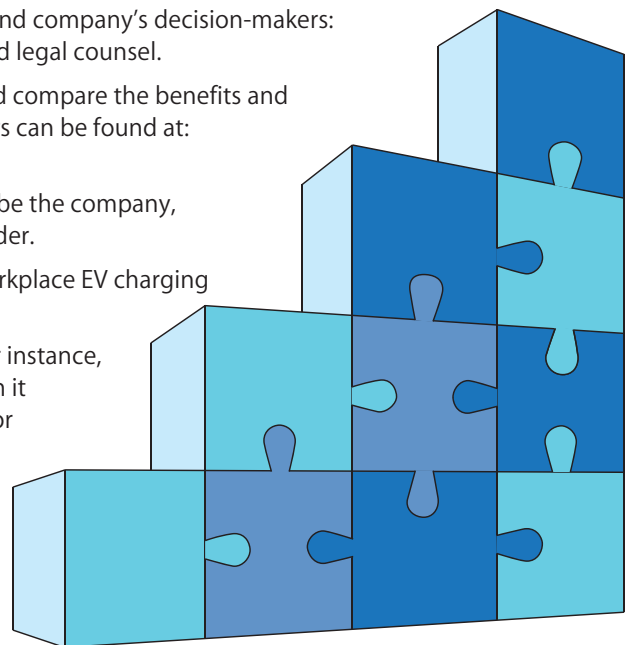 nd company’s decision-makers:
d legal counsel.
d compare the benefits and
s can be found at:
be the company,
der.
rkplace EV charging
r instance,
n it
or